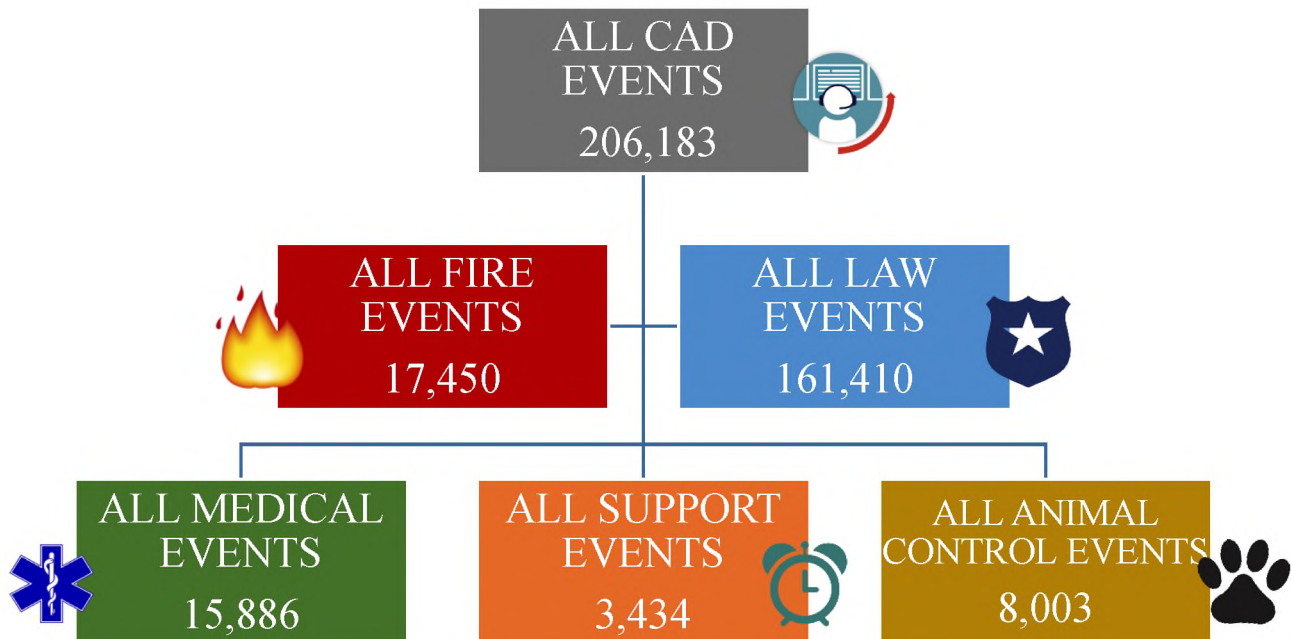 ALL CAD
EVENTS
206,183
ALL FIRE
EVENTS
17,450
ALL LAW
EVENTS
161,410
ALL MEDICAL
EVENTS
15,886
ALL SUPPORT
EVENTS
3,434
ALL ANIMAL
CONTROL EVENTS
8,003